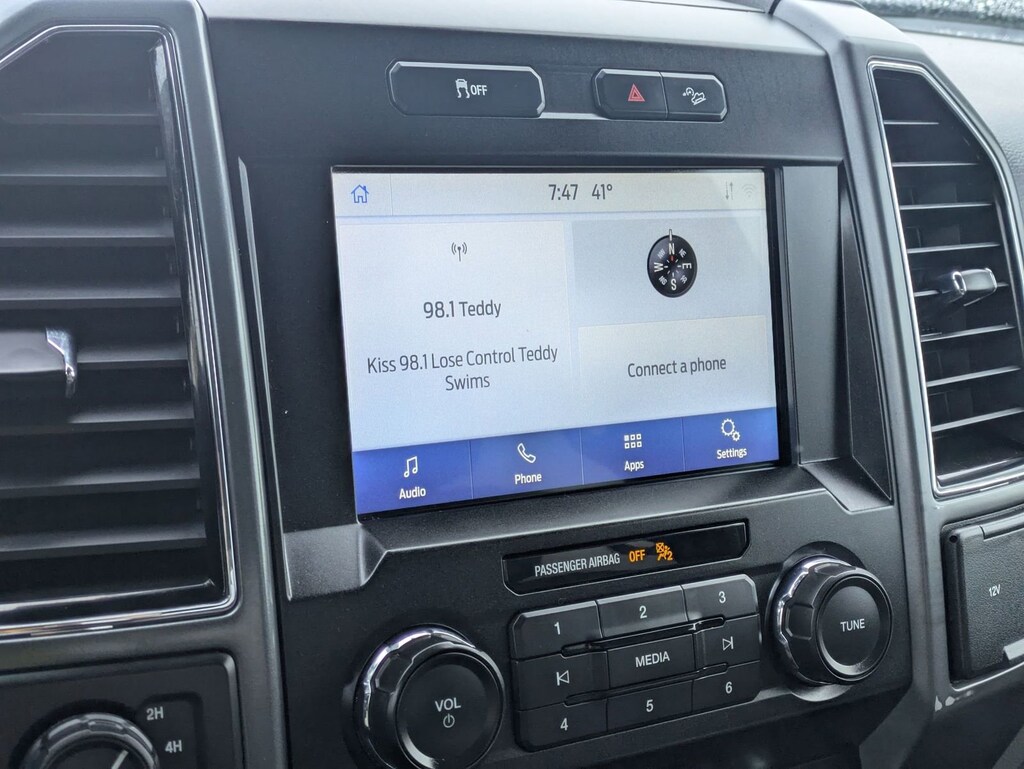 OFF
7:47 41°
98.1 Teddy
Kiss 98.1 Lose Control Teddy
Swims
N
W E
S
Connect a phone
Audio
Phone
Apps
Settings
PASSENGER AIRBAG OFF
2
1 2 3
MEDIA
4 5 6
VOL
TUNE
12V
2H
4H